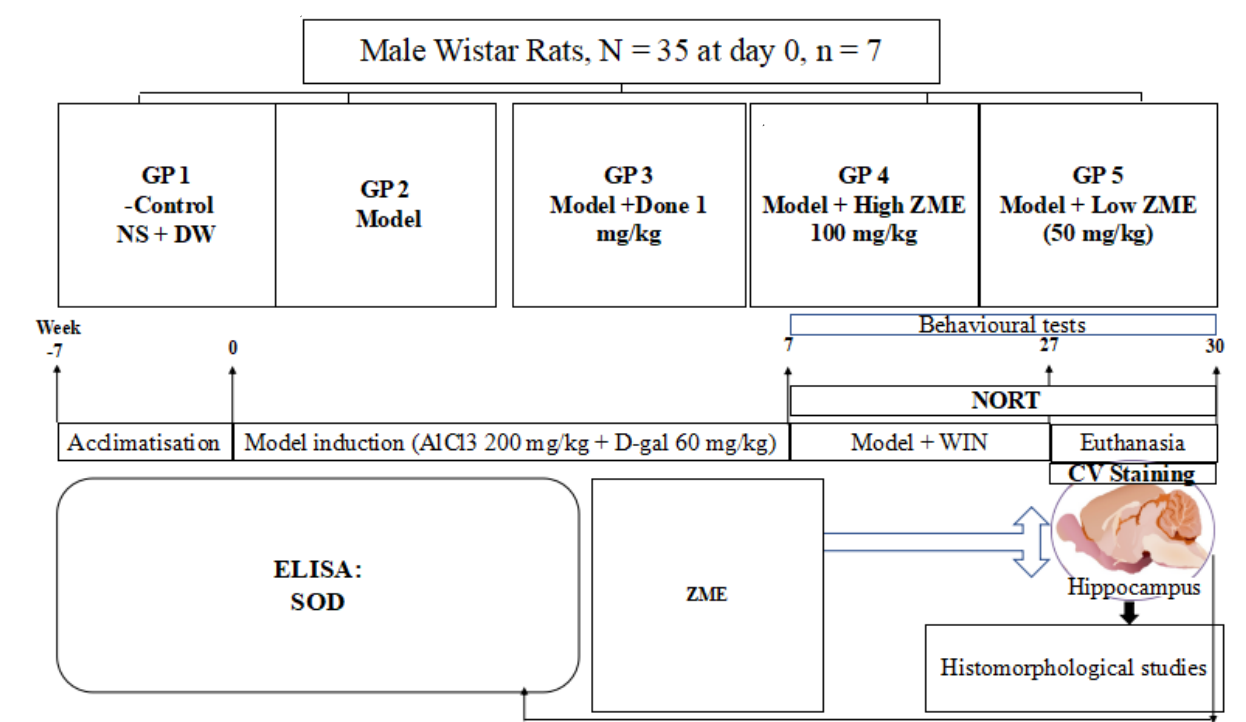 Male Wistar Rats, N = 35 at day 0, n = 7
GP 1
-Control
NS + DW
GP 2
Model
GP 3
Model +Done 1
mg/kg
GP 4
Model + High ZME
100 mg/kg
GP 5
Model + Low ZME
(50 mg/kg)
Behavioural tests
Week
-7
0
7
27
30
NORT
Acclimatisation
Model induction (AlCl3 200 mg/kg + D-gal 60 mg/kg)
Model + WIN
Euthanasia
CV Staining
ELISA:
SOD
ZME
Hippocampus
Histomorphological studies